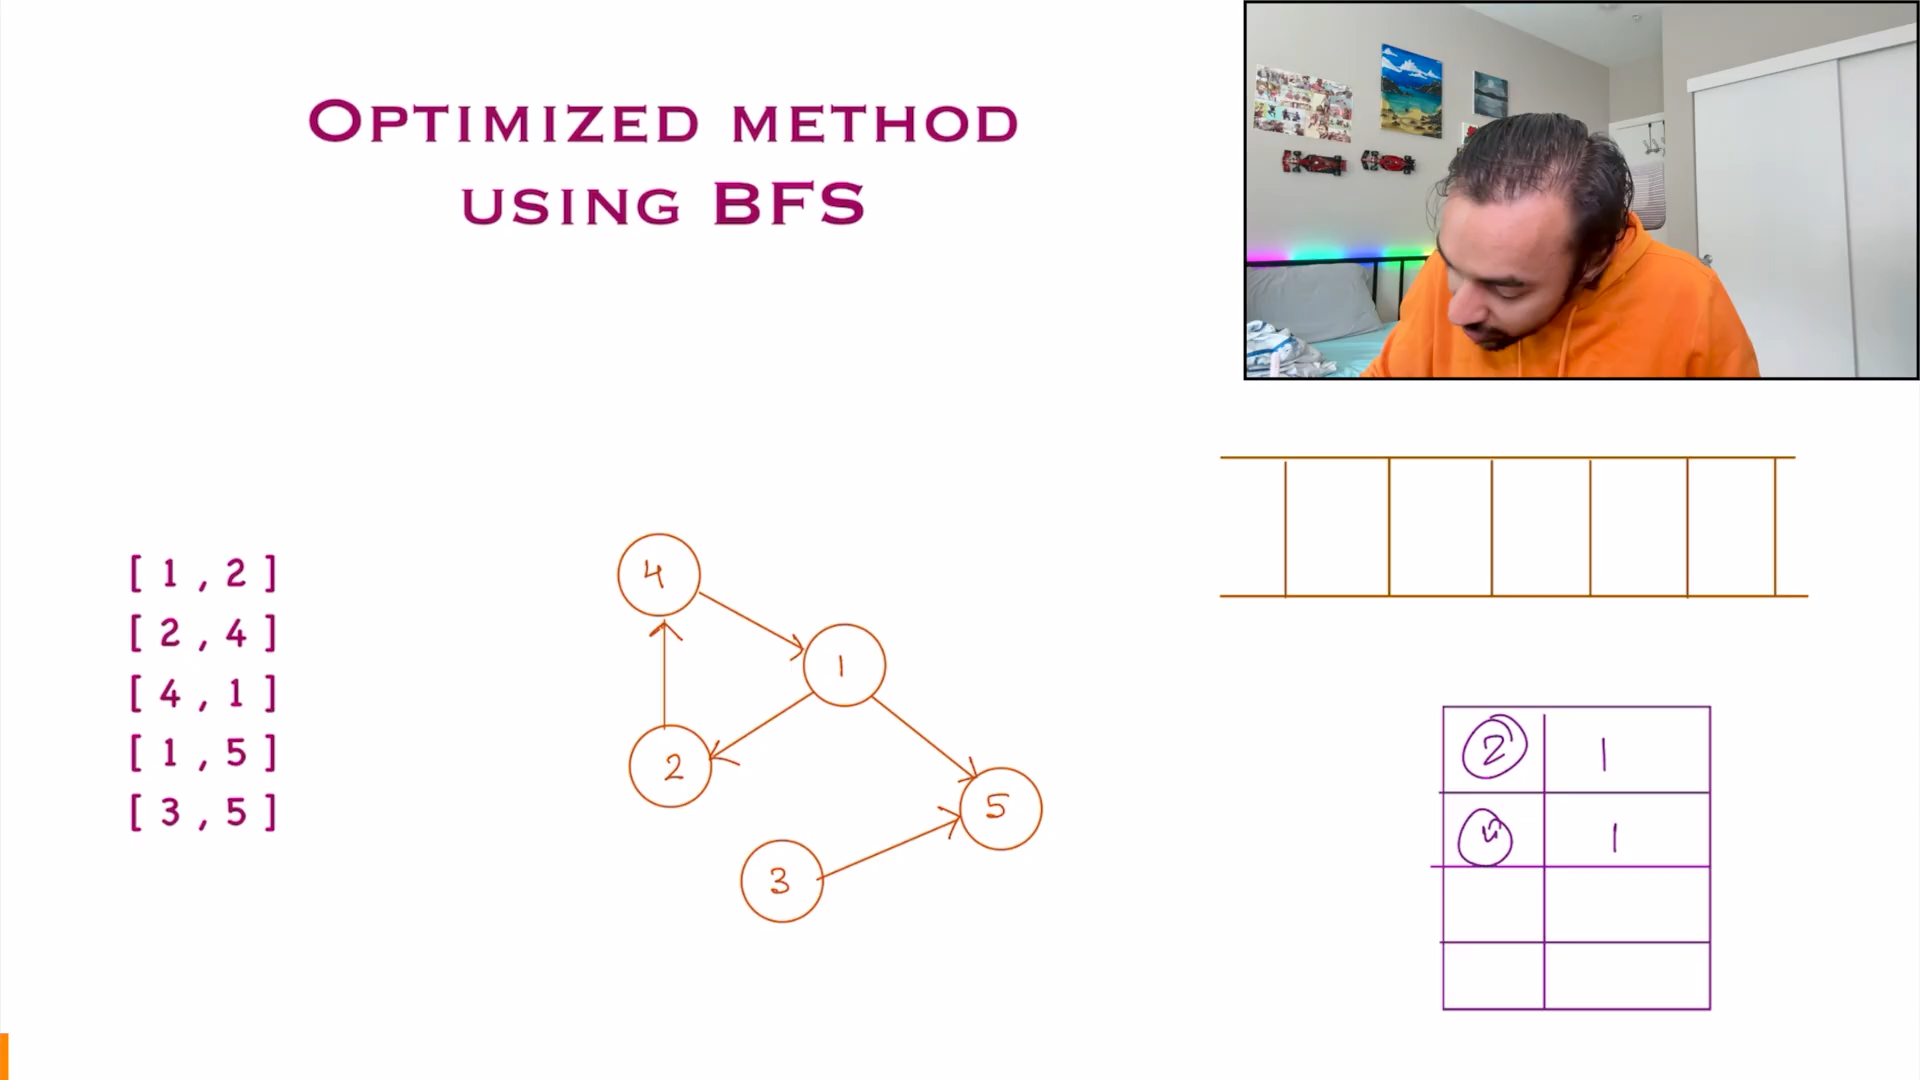 OPTIMIZED METHOD
USING BFS
[ 1 , 2 ]
[ 2 , 4 ]
[ 4 , 1 ]
[ 1 , 5 ]
[ 3 , 5 ]
4
1
2
5
3
2 1
4 1